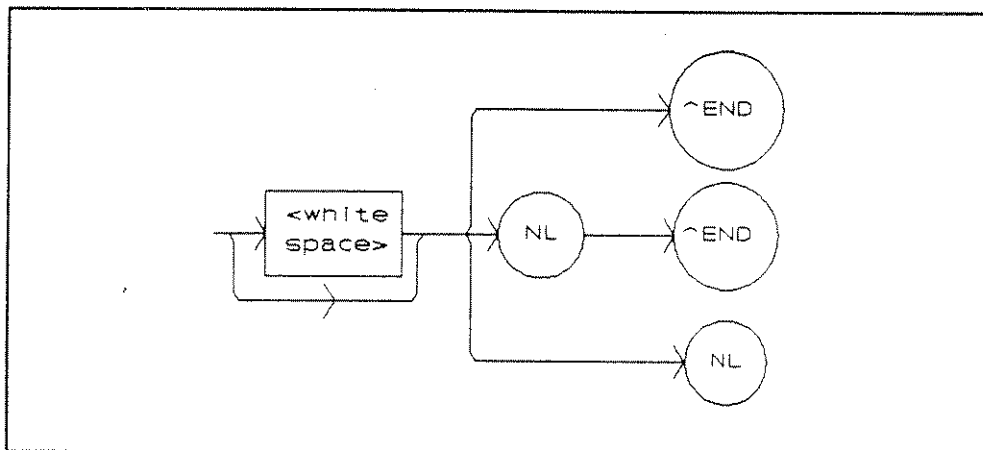 ^END
<white
space>
NL
^END
NL